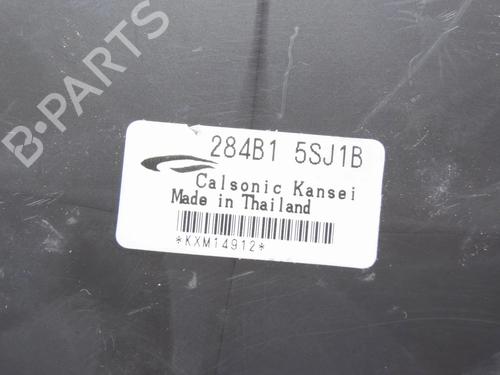 B-PARTS
284B1 5SJ1B
Calsonic Kansei
Made in Thailand
*KXM14912*